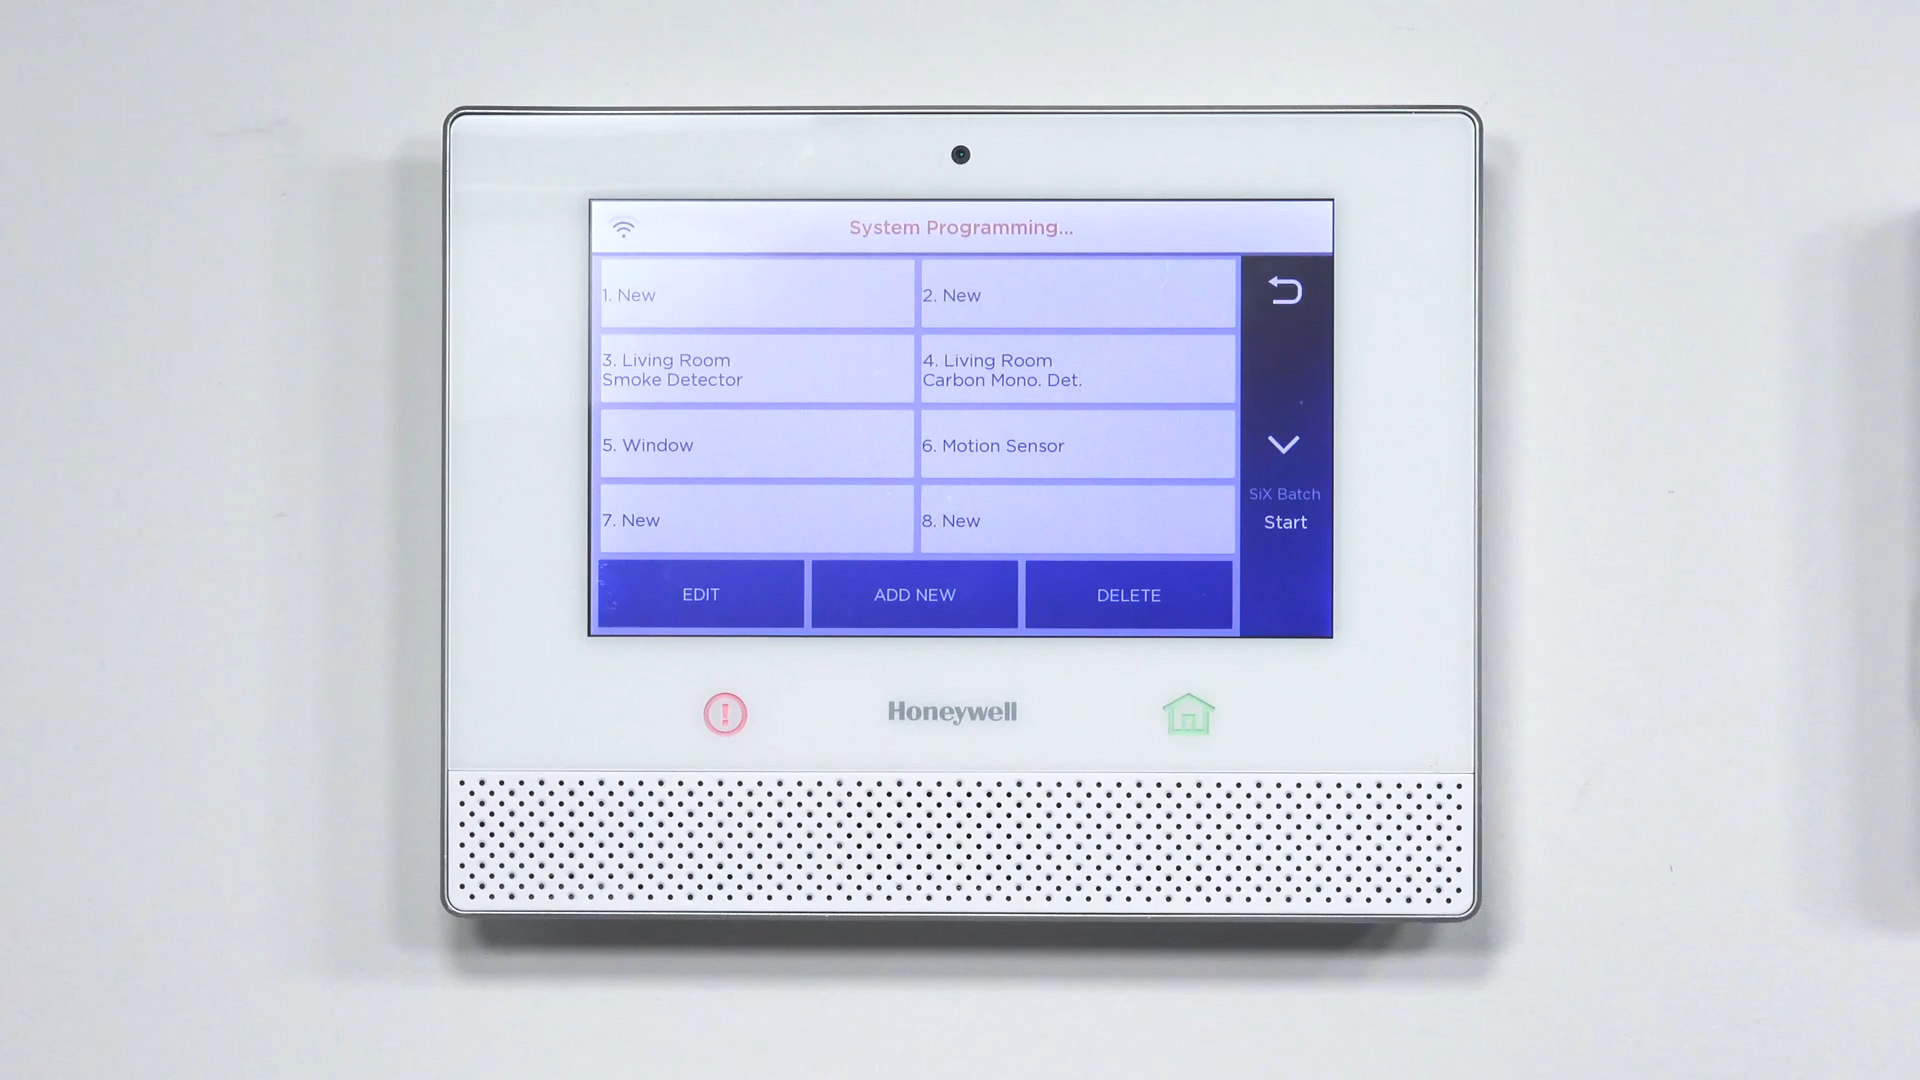 System Programming...
1. New
2. New
3. Living Room
Smoke Detector
4. Living Room
Carbon Mono. Det.
5. Window
6. Motion Sensor
7. New
8. New
SiX Batch
Start
EDIT
ADD NEW
DELETE
Honeywell